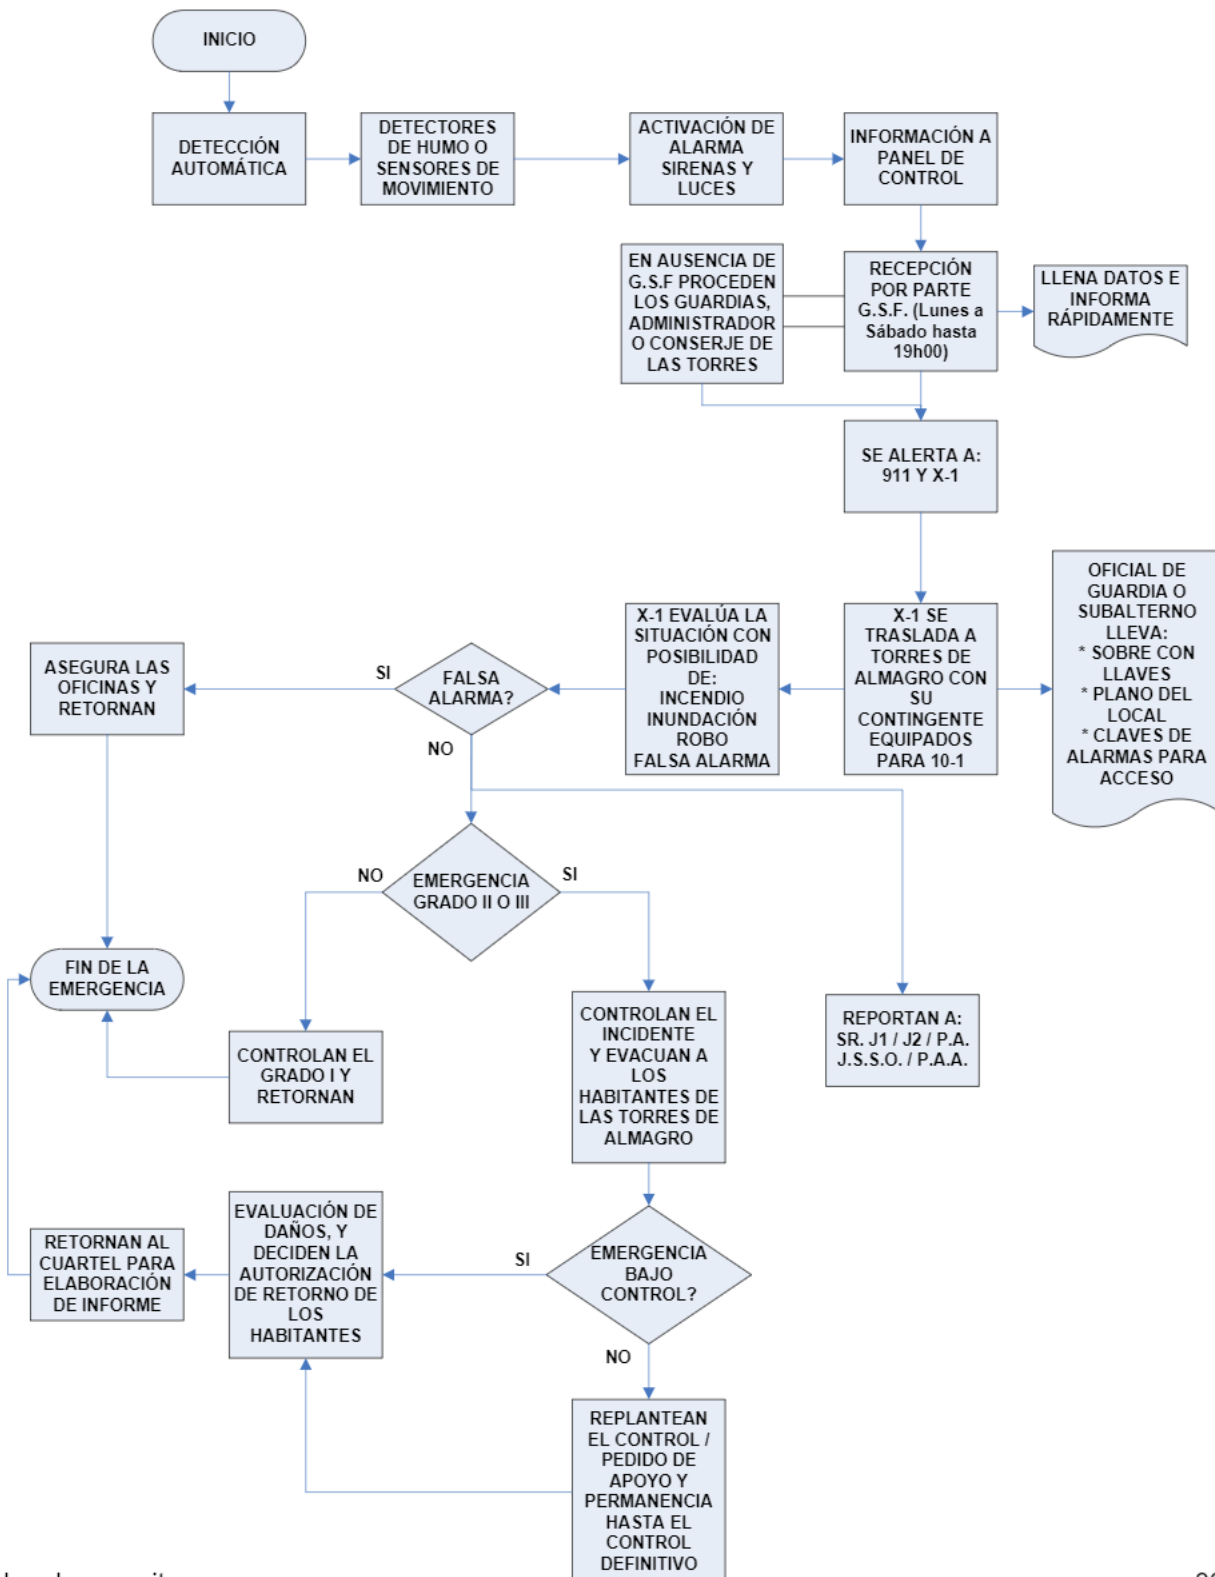 INICIO
DETECCIÓN
AUTOMÁTICA
DETECTORES
DE HUMO O
SENSORES DE
MOVIMIENTO
ACTIVACIÓN DE
ALARMA
SIRENAS Y
LUCES
INFORMACIÓN A
PANEL DE
CONTROL
EN AUSENCIA DE
G.S.F PROCEDEN
LOS GUARDIAS,
ADMINISTRADOR
O CONSERJE DE
LAS TORRES
RECEPCIÓN
POR PARTE
G.S.F. (Lunes a
Sábado hasta
19h00)
LLENA DATOS E
INFORMA
RÁPIDAMENTE
SE ALERTA A:
911 Y X-1
OFICIAL DE
GUARDIA O
SUBALTERNO
LLEVA:
* SOBRE CON
LLAVES
* PLANO DEL
LOCAL
* CLAVES DE
ALARMAS PARA
ACCESO
X-1 SE
TRASLADA A
TORRES DE
ALMAGRO CON
SU
CONTINGENTE
EQUIPADOS
PARA 10-1
X-1 EVALÚA LA
SITUACIÓN CON
POSIBILIDAD
DE:
INCENDIO
INUNDACIÓN
ROBO
FALSA ALARMA
FALSA
ALARMA?
SI
NO
ASEGURA LAS
OFICINAS Y
RETORNAN
EMERGENCIA
GRADO II O III
NO
SI
FIN DE LA
EMERGENCIA
CONTROLAN EL
GRADO I Y
RETORNAN
CONTROLAN EL
INCIDENTE
Y EVACUAN A
LOS
HABITANTES DE
LAS TORRES DE
ALMAGRO
REPORTAN A:
SR. J1 / J2 / P.A.
J.S.S.O. / P.A.A.
EMERGENCIA
BAJO
CONTROL?
SI
NO
EVALUACIÓN DE
DAÑOS, Y
DECIDEN LA
AUTORIZACIÓN
DE RETORNO DE
LOS
HABITANTES
RETORNAN AL
CUARTEL PARA
ELABORACIÓN
DE INFORME
REPLANTEAN
EL CONTROL /
PEDIDO DE
APOYO Y
PERMANENCIA
HASTA EL
CONTROL
DEFINITIVO